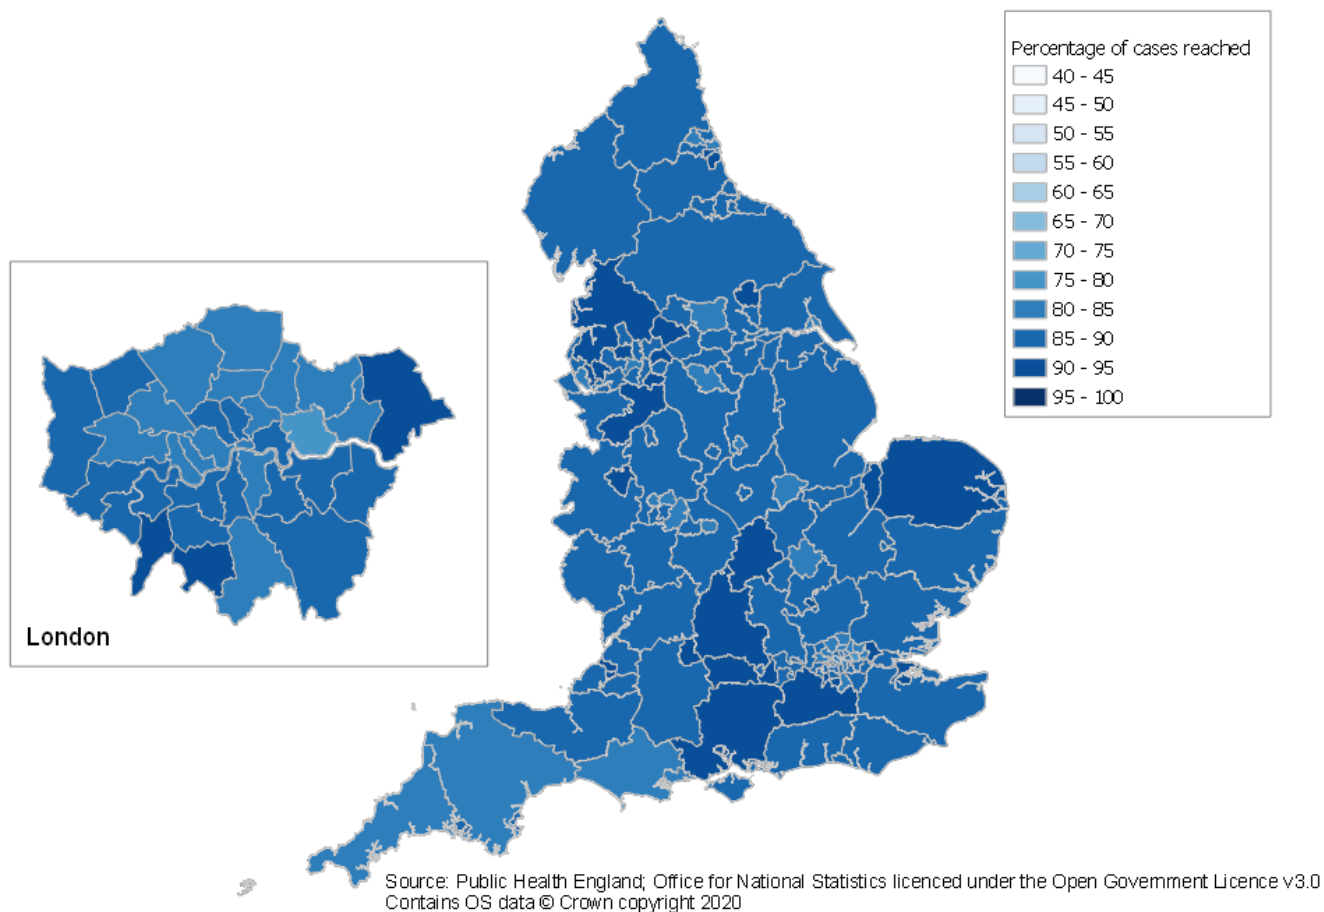 Percentage of cases reached
40 - 45
45 - 50
50 - 55
55 - 60
60 - 65
65 - 70
70 - 75
75 - 80
80 - 85
85 - 90
90 - 95
95 - 100
London
Source: Public Health England; Office for National Statistics licenced under the Open Government Licence v3.0
Contains OS data © Crown copyright 2020